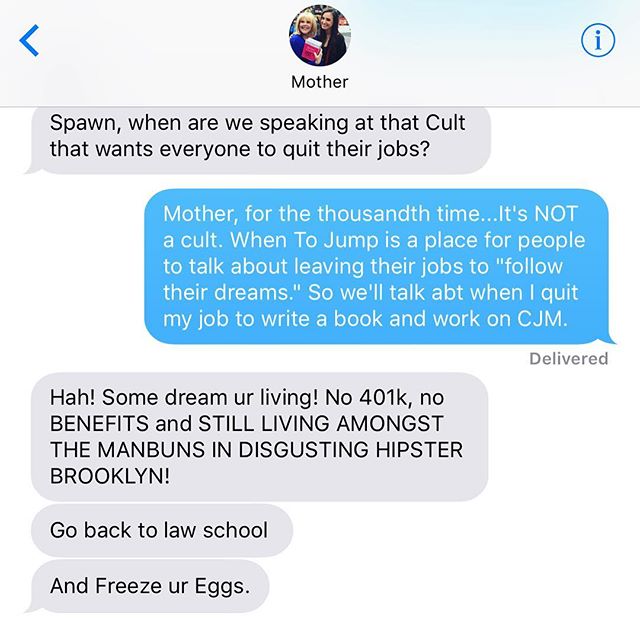 Mother
Spawn, when are we speaking at that Cult
that wants everyone to quit their jobs?
Mother, for the thousandth time...It's NOT
a cult. When To Jump is a place for people
to talk about leaving their jobs to "follow
their dreams." So we'll talk abt when I quit
my job to write a book and work on CJM.
Delivered
Hah! Some dream ur living! No 401k, no
BENEFITS and STILL LIVING AMONGST
THE MANBUNS IN DISGUSTING HIPSTER
BROOKLYN!
Go back to law school
And Freeze ur Eggs.